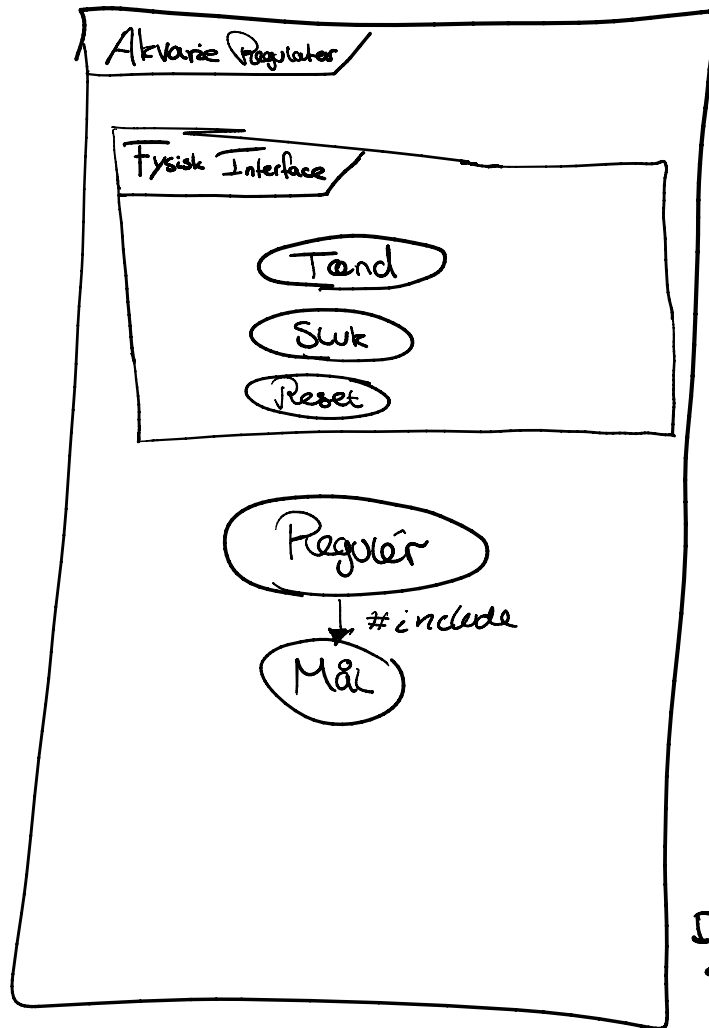 Akvarie Regulator
Fysisk Interface
Tænd
Sluk
Reset
Regulér
#include
Mål